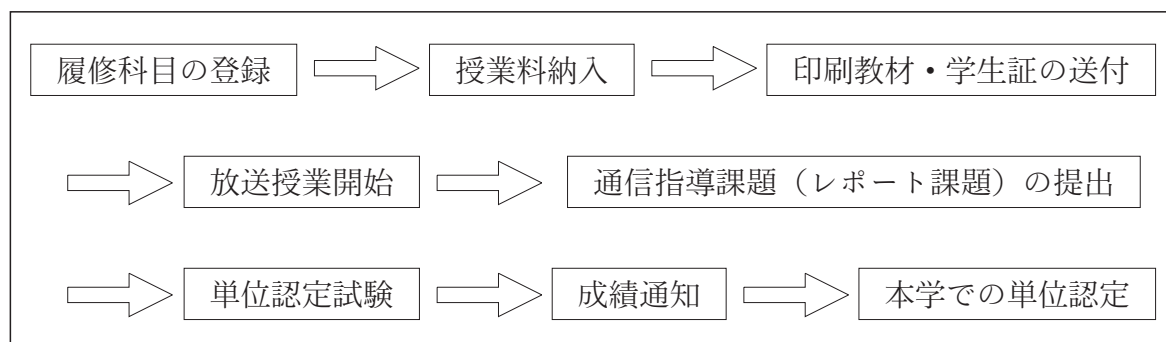 履修科目の登録 授業料納入 印刷教材・学生証の送付
放送授業開始 通信指導課題(レポート課題)の提出
単位認定試験 成績通知 本学での単位認定